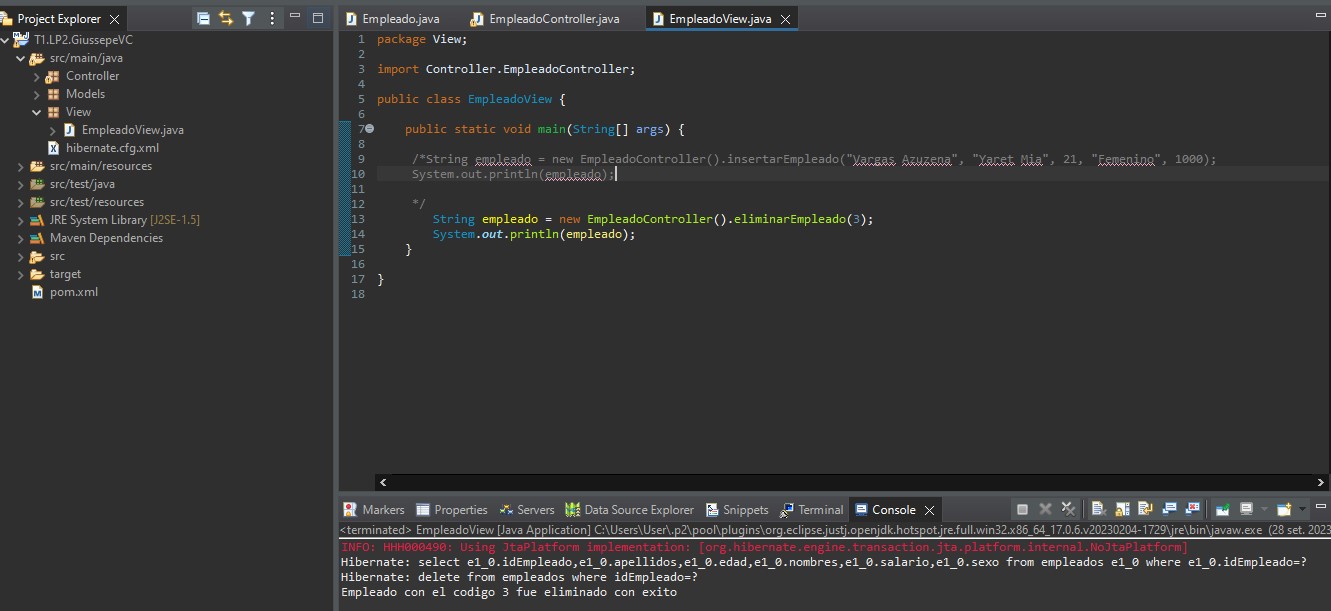 Project Explorer
Empleado.java
EmpleadoController.java
EmpleadoView.java
T1.LP2.GiussepeVC
src/main/java
Controller
Models
View
EmpleadoView.java
hibernate.cfg.xml
src/main/resources
src/test/java
src/test/resources
JRE System Library [J2SE-1.5]
Maven Dependencies
src
target
pom.xml
1 package View;
2
3 import Controller.EmpleadoController;
4
5 public class EmpleadoView {
6
7 public static void main(String[] args) {
8
9 /*String empleado = new EmpleadoController().insertarEmpleado("Vargas Azuzena", "Yaret Mia", 21, "Femenino", 1000);
10 System.out.println(empleado);
11
12 */
13 String empleado = new EmpleadoController().eliminarEmpleado(3);
14 System.out.println(empleado);
15 }
16
17 }
18
Markers Properties Servers Data Source Explorer Snippets Terminal Console
<terminated> EmpleadoView [Java Application] C:\Users\User\.p2\pool\plugins\org.eclipse.justj.openjdk.hotspot.jre.full.win32.x86_64_17.0.6.v20230204-1729\jre\bin\javaw.exe (28 set. 2023
INFO: HHH000490: Using JtaPlatform implementation: [org.hibernate.engine.transaction.jta.platform.internal.NoJtaPlatform]
Hibernate: select e1_0.idEmpleado,e1_0.apellidos,e1_0.edad,e1_0.nombres,e1_0.salario,e1_0.sexo from empleados e1_0 where e1_0.idEmpleado=?
Hibernate: delete from empleados where idEmpleado=?
Empleado con el codigo 3 fue eliminado con exito